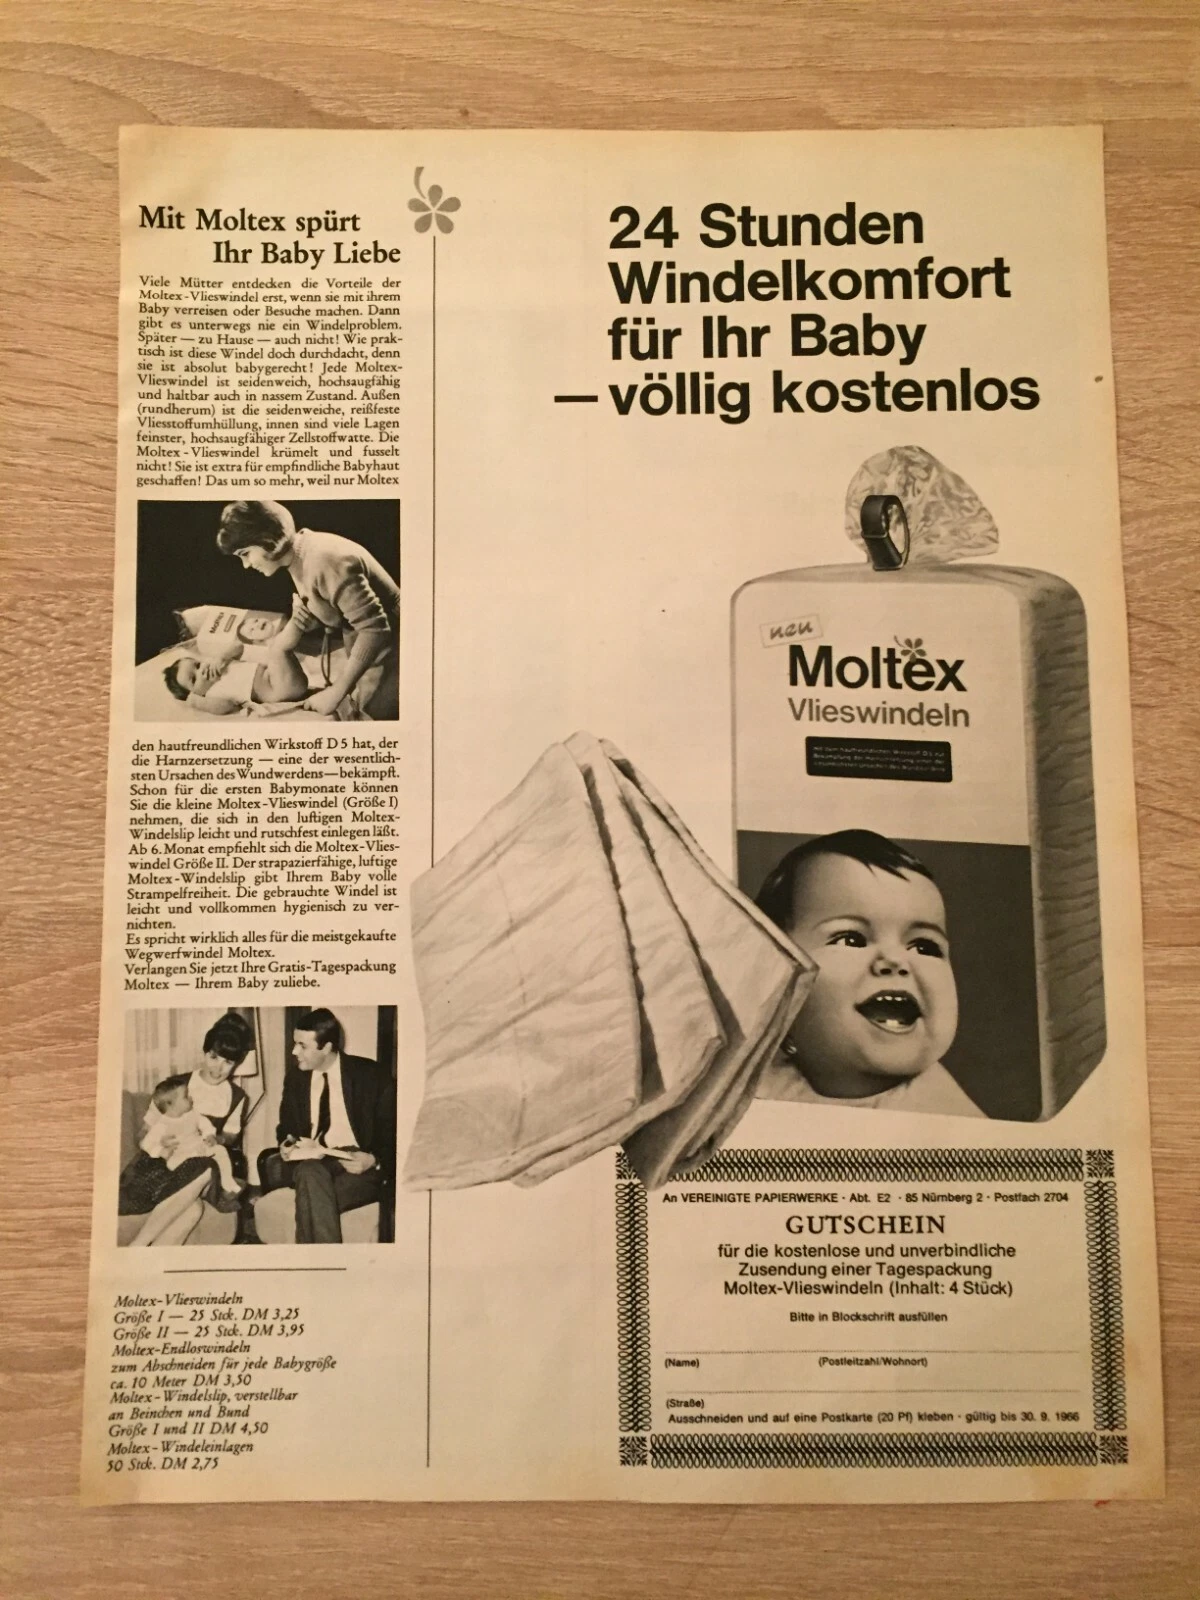 Mit Moltex spürt
Ihr Baby Liebe
Viele Mütter entdecken die Vorteile der
Moltex-Vlieswindel erst, wenn sie mit ihrem
Baby verreisen oder Besuche machen. Dann
gibt es unterwegs nie ein Windelproblem.
Später — zu Hause — auch nicht! Wie prak-
tisch ist diese Windel doch durchdacht, denn
sie ist absolut babygerecht! Jede Moltex-
Vlieswindel ist seidenweich, hochsaugfähig
und haltbar auch in nassem Zustand. Außen
(rundherum) ist die seidenweiche, reißfeste
Vliesstoffumhüllung, innen sind viele Lagen
feinster, hochsaugfähiger Zellstoffwatte. Die
Moltex-Vlieswindel krümelt und fusselt
nicht! Sie ist extra für empfindliche Babyhaut
geschaffen! Das um so mehr, weil nur Moltex
Moltex
den hautfreundlichen Wirkstoff D 5 hat, der
die Harnzersetzung — eine der wesentlich-
sten Ursachen des Wundwerdens—bekämpft.
Schon für die ersten Babymonate können
Sie die kleine Moltex-Vlieswindel (Größe I)
nehmen, die sich in den luftigen Moltex-
Windelslip leicht und rutschfest einlegen läßt.
Ab 6. Monat empfiehlt sich die Moltex-Vlies-
windel Größe II. Der strapazierfähige, luftige
Moltex-Windelslip gibt Ihrem Baby volle
Strampelfreiheit. Die gebrauchte Windel ist
leicht und vollkommen hygienisch zu ver-
nichten.
Es spricht wirklich alles für die meistgekaufte
Wegwerfwindel Moltex.
Verlangen Sie jetzt Ihre Gratis-Tagespackung
Moltex — Ihrem Baby zuliebe.
Moltex-Vlieswindeln
Größe I — 25 Stck. DM 3,25
Größe II — 25 Stck. DM 3,95
Moltex-Endloswindeln
zum Abschneiden für jede Babygröße
ca. 10 Meter DM 3,50
Moltex-Windelslip, verstellbar
an Beinchen und Bund
Größe I und II DM 4,50
Moltex-Windeleinlagen
50 Stck. DM 2,75
24 Stunden
Windelkomfort
für Ihr Baby
—völlig kostenlos
neu
Moltex
Vlieswindeln
An VEREINIGTE PAPIERWERKE · Abt. E2 · 85 Nürnberg 2 · Postfach 2704
GUTSCHEIN
für die kostenlose und unverbindliche
Zusendung einer Tagespackung
Moltex-Vlieswindeln (Inhalt: 4 Stück)
Bitte in Blockschrift ausfüllen
(Name) (Postleitzahl/Wohnort)
(Straße)
Ausschneiden und auf eine Postkarte (20 Pf) kleben · gültig bis 30. 9. 1966